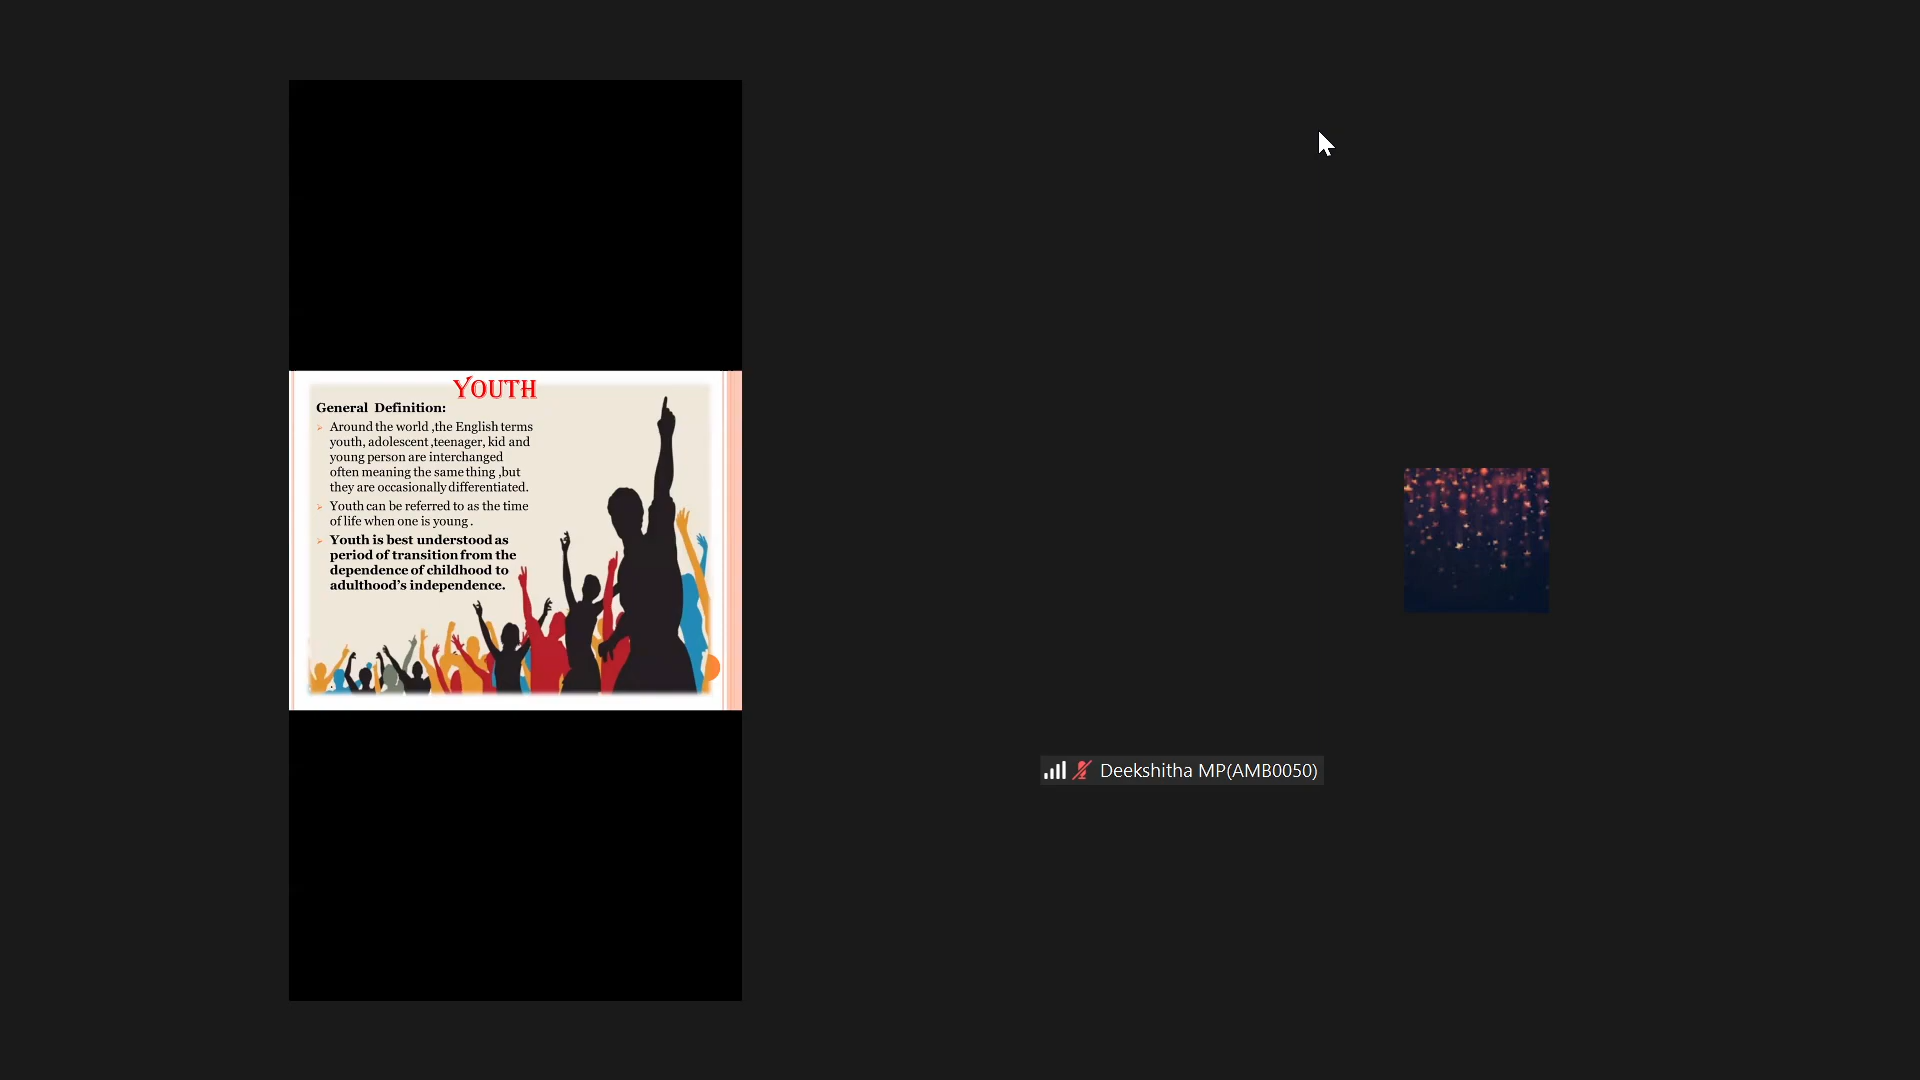 YOUTH
General Definition:
Around the world ,the English terms
youth, adolescent ,teenager, kid and
young person are interchanged
often meaning the same thing ,but
they are occasionally differentiated.
Youth can be referred to as the time
of life when one is young .
Youth is best understood as
period of transition from the
dependence of childhood to
adulthood's independence.
Deekshitha MP(AMB0050)